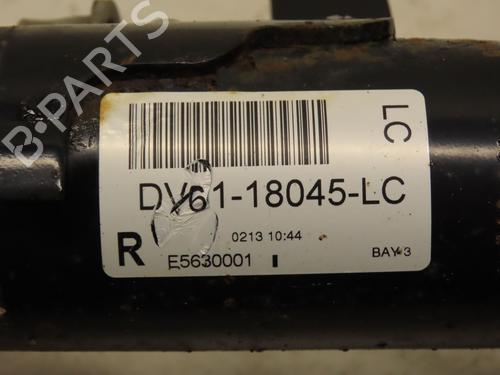 B-PARTS
LC
DV61-18045-LC
R
0213 10:44
E5630001
BAY 3